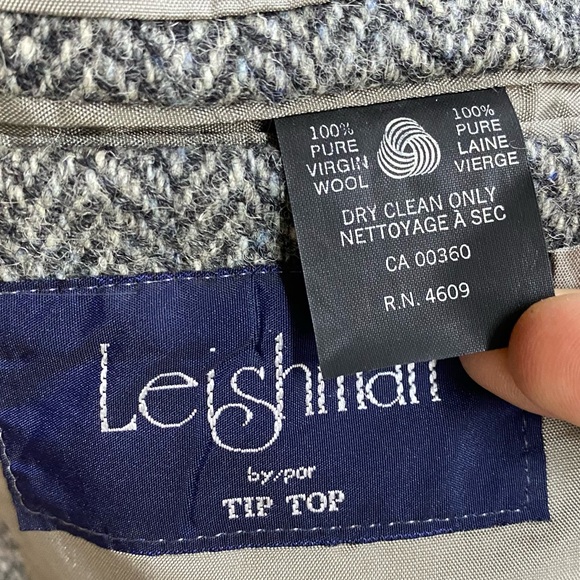 100%
PURE
VIRGIN
WOOL
100%
PURE
LAINE
VIERGE
DRY CLEAN ONLY
NETTOYAGE À SEC
CA 00360
R.N. 4609
Leishman
by/por
TIP TOP